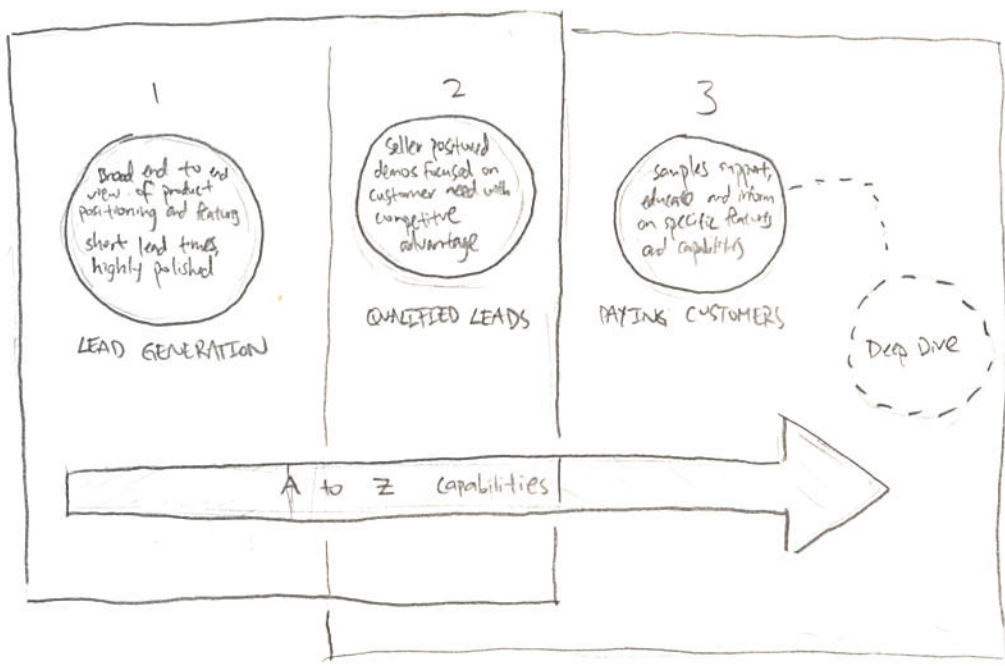 1
Broad end to end
view of product
positioning and features
short lead times,
highly polished
LEAD GENERATION
2
seller positioned
demos focused on
customer need with
competitive
advantage
QUALIFIED LEADS
3
samples support,
educate and inform
on specific features
and capabilities
PAYING CUSTOMERS
Deep Dive
A to Z capabilities